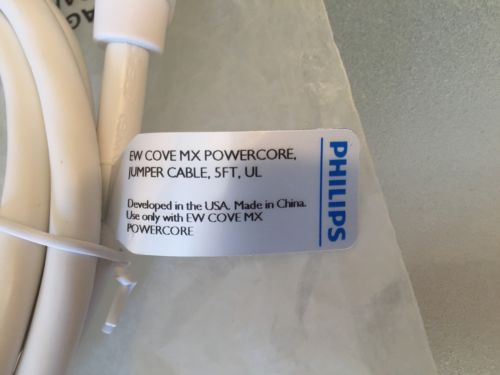 EW COVE MX POWERCORE,
JUMPER CABLE, 5FT, UL
Developed in the USA. Made in China.
Use only with EW COVE MX
POWERCORE
PHILIPS